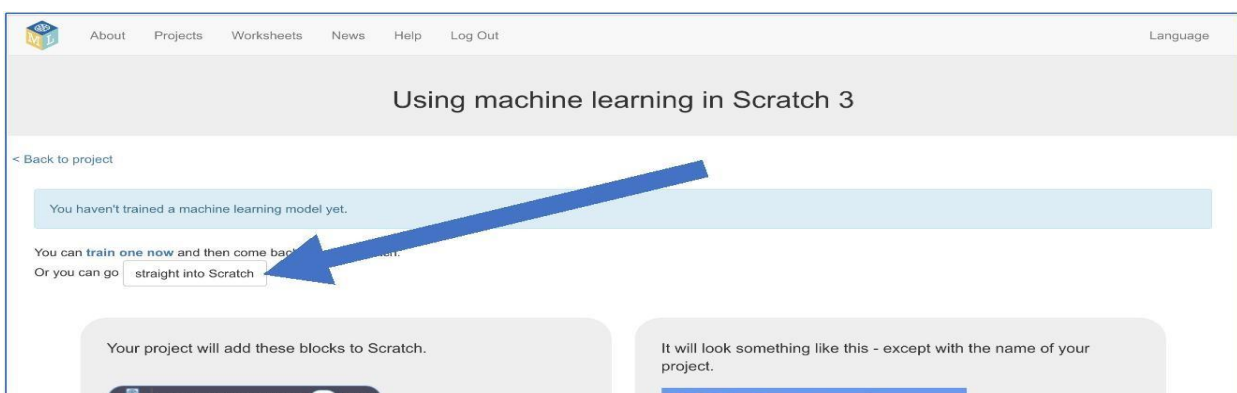 ML
About Projects Worksheets News Help Log Out Language
Using machine learning in Scratch 3
< Back to project
You haven't trained a machine learning model yet.
You can train one now and then come bac
Or you can go straight into Scratch
Your project will add these blocks to Scratch.
It will look something like this - except with the name of your
project.